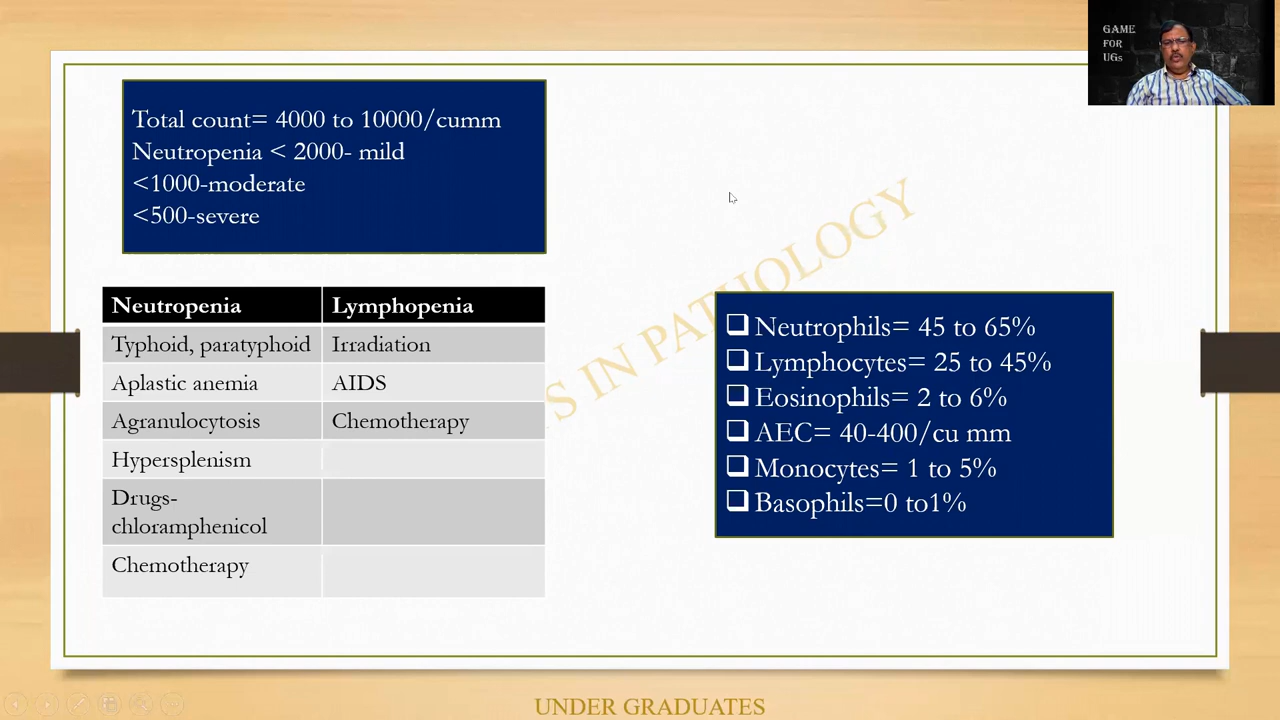 GAME
FOR
UGs
Total count= 4000 to 10000/cumm
Neutropenia < 2000- mild
<1000-moderate
<500-severe
Neutropenia Lymphopenia
Typhoid, paratyphoid Irradiation
Aplastic anemia AIDS
Agranulocytosis Chemotherapy
Hypersplenism
Drugs-
chloramphenicol
Chemotherapy
S IN PATHOLOGY
Neutrophils= 45 to 65%
Lymphocytes= 25 to 45%
Eosinophils= 2 to 6%
AEC= 40-400/cu mm
Monocytes= 1 to 5%
Basophils=0 to1%
UNDER GRADUATES